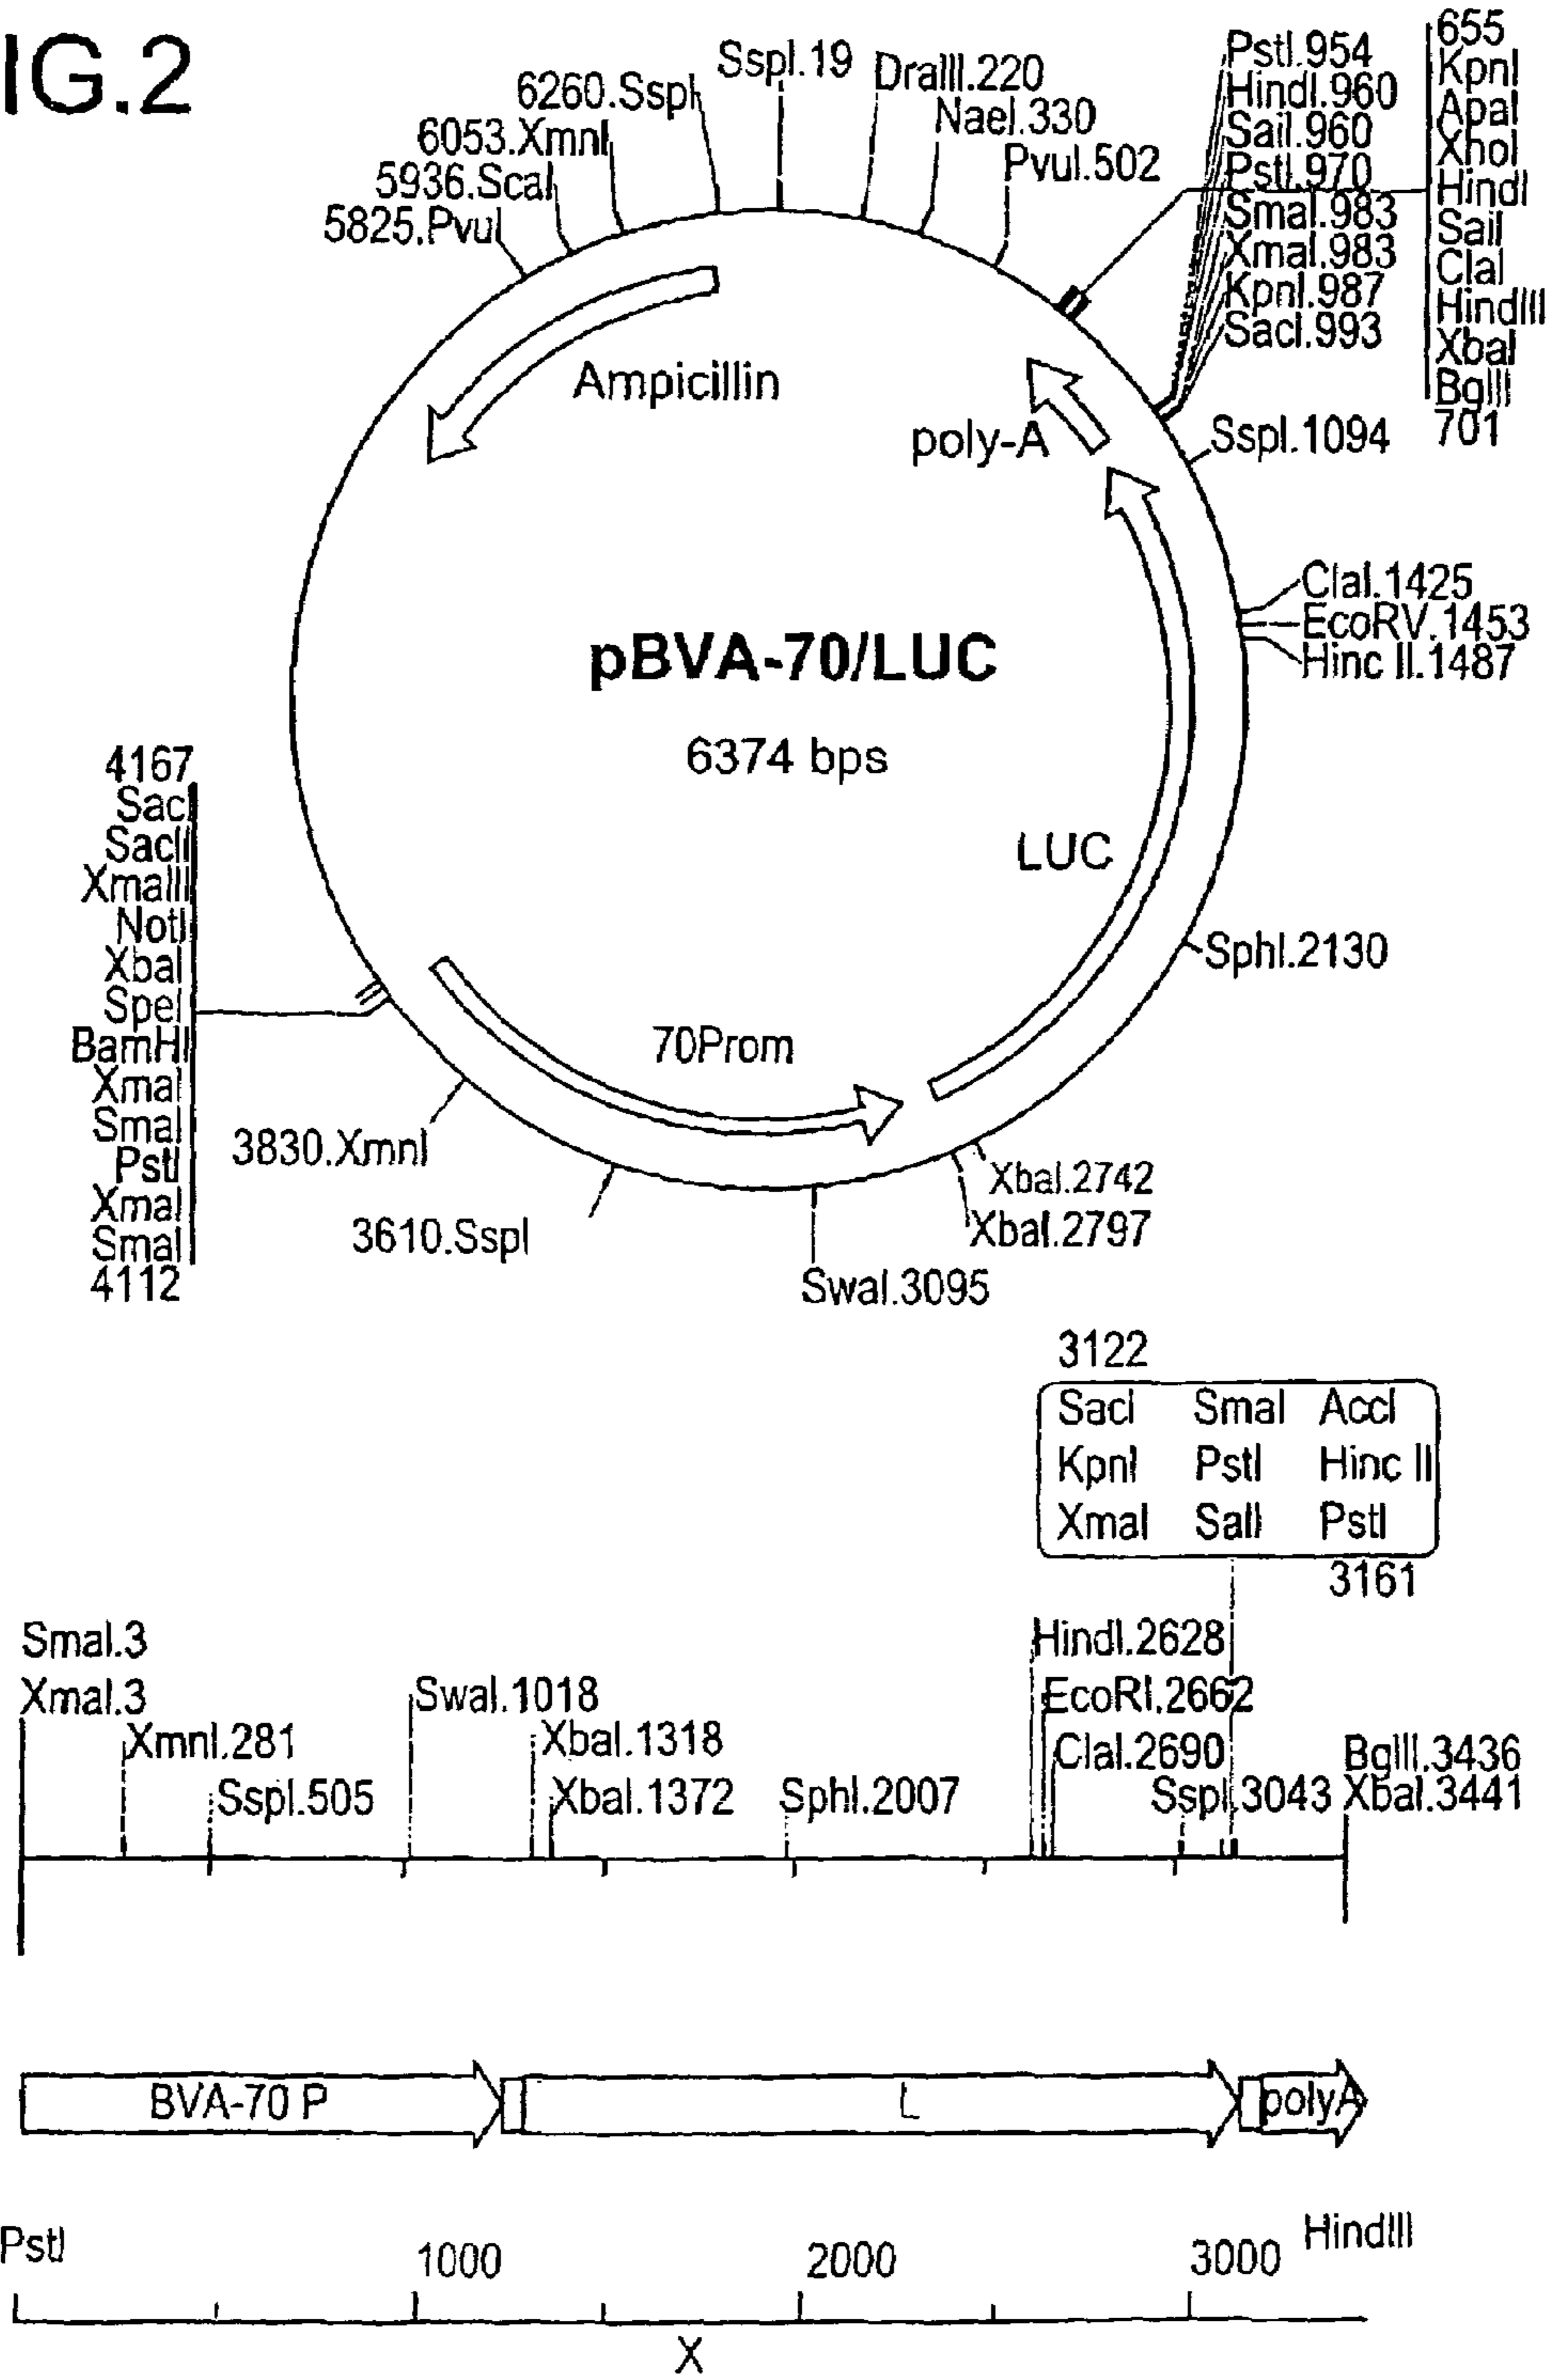 IG.2
6260.SspI
SspI.19
DraIII.220
6053.XmnI
NaeI.330
5936.ScaI
PvuI.502
5825.PvuI
PstI.954
HindI.960
SaiI.960
PstI.970
SmaI.983
XmaI.983
KpnI.987
SacI.993
655
KpnI
ApaI
XhoI
HindI
SaiI
ClaI
HindIII
XbaI
BglII
701
Ampicillin
poly-A
SspI.1094
ClaI.1425
EcoRV.1453
Hinc II.1487
pBVA-70/LUC
6374 bps
LUC
4167
SacI
SacII
XmaIII
NotI
XbaI
SpeI
BamHI
XmaI
SmaI
PstI
XmaI
SmaI
4112
SphI.2130
70Prom
3830.XmnI
3610.SspI
XbaI.2742
XbaI.2797
SwaI.3095
3122
SacI SmaI AccI
KpnI PstI Hinc II
XmaI SalI PstI
3161
SmaI.3
XmaI.3
XmnI.281
SspI.505
SwaI.1018
XbaI.1318
XbaI.1372
SphI.2007
HindI.2628
EcoRI.2662
ClaI.2690
SspI.3043
BglII.3436
XbaI.3441
BVA-70 P
L
polyA
PstI
1000
2000
3000
HindIII
X